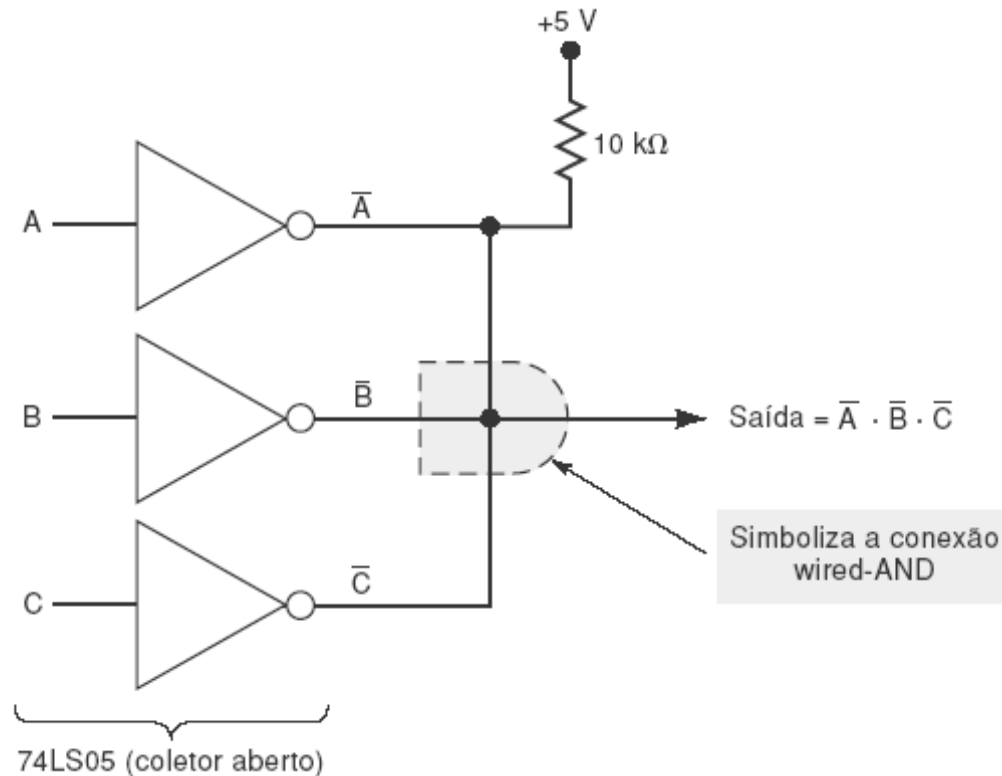 +5 V
10 kΩ
A
A̅
B
B̅
Saída = A̅ · B̅ · C̅
Simboliza a conexão
wired-AND
C
C̅
74LS05 (coletor aberto)